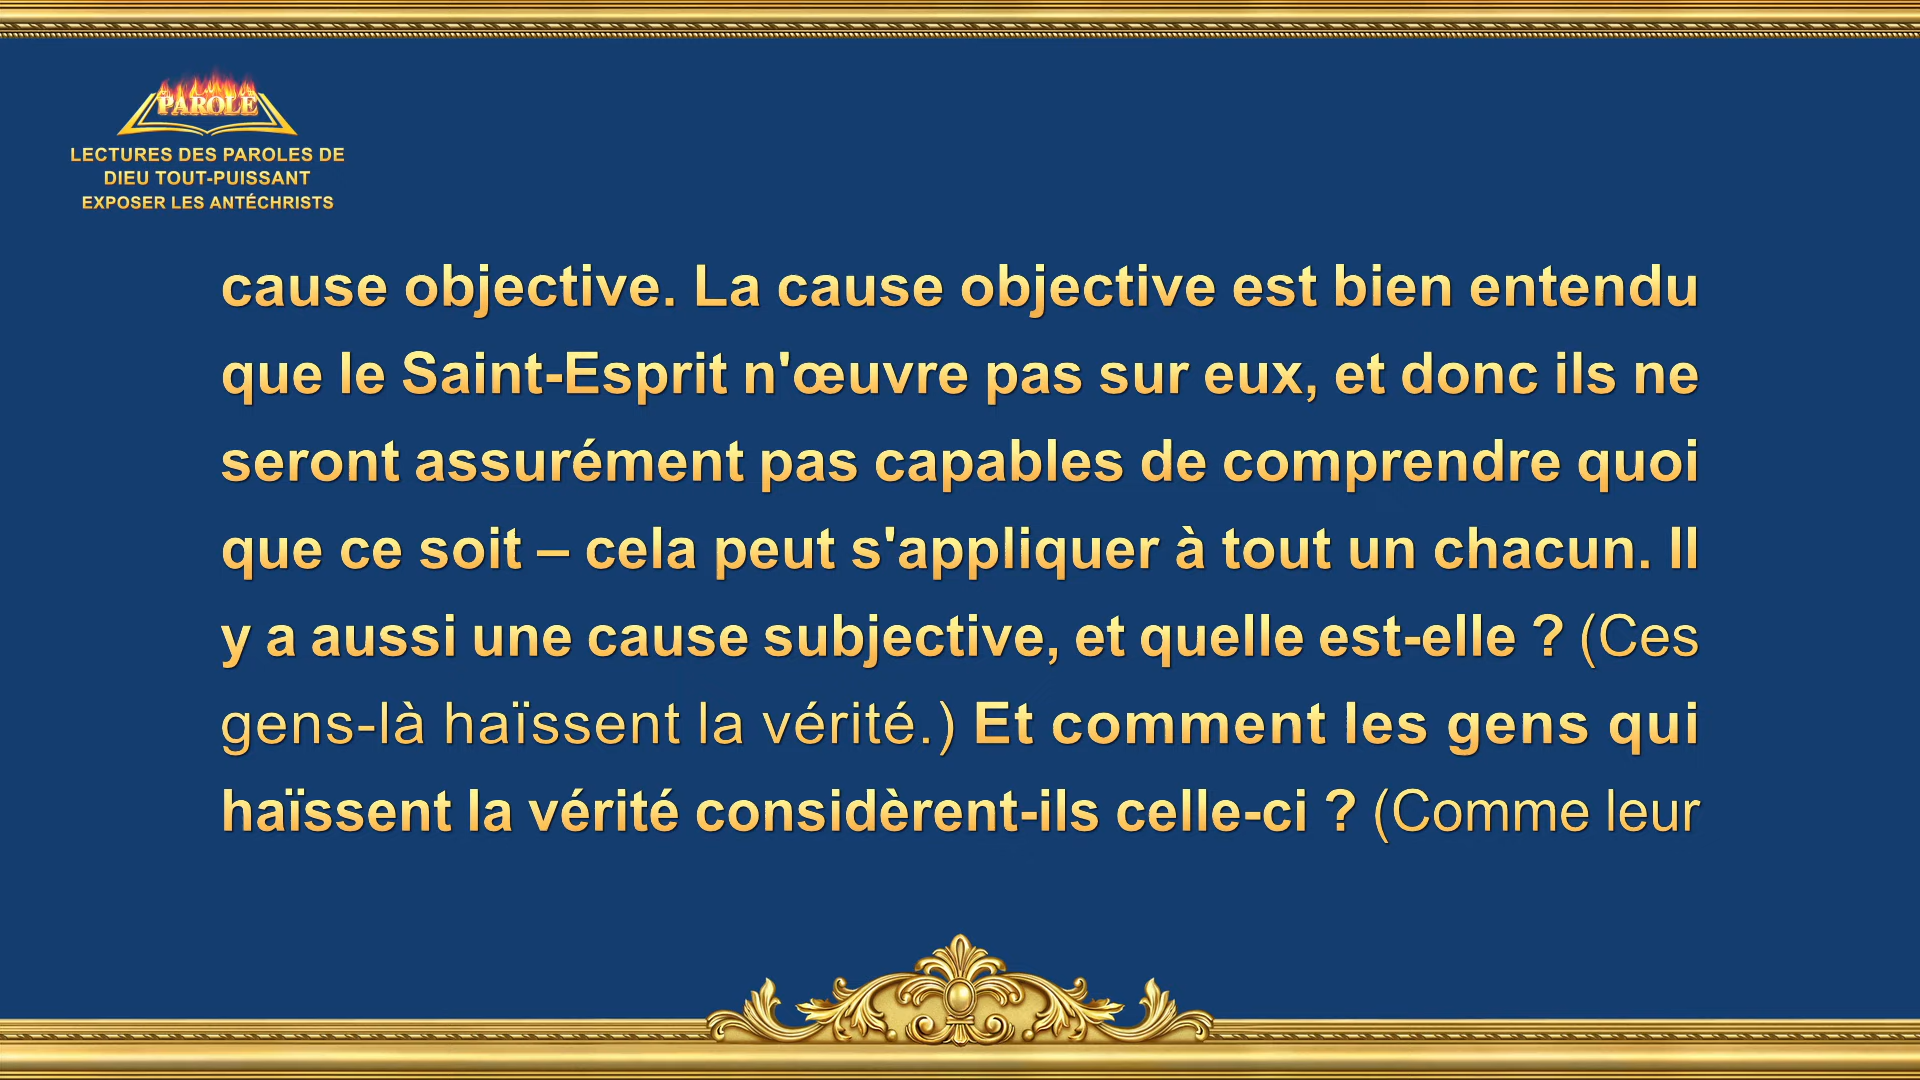 PAROLE
LECTURES DES PAROLES DE
DIEU TOUT-PUISSANT
EXPOSER LES ANTÉCHRISTS
cause objective. La cause objective est bien entendu
que le Saint-Esprit n'œuvre pas sur eux, et donc ils ne
seront assurément pas capables de comprendre quoi
que ce soit – cela peut s'appliquer à tout un chacun. Il
y a aussi une cause subjective, et quelle est-elle ? (Ces
gens-là haïssent la vérité.) Et comment les gens qui
haïssent la vérité considèrent-ils celle-ci ? (Comme leur